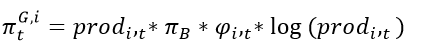 π_t^{G,i} = prod_{i,t} * π_B * φ_{i,t} * log (prod_{i,t})